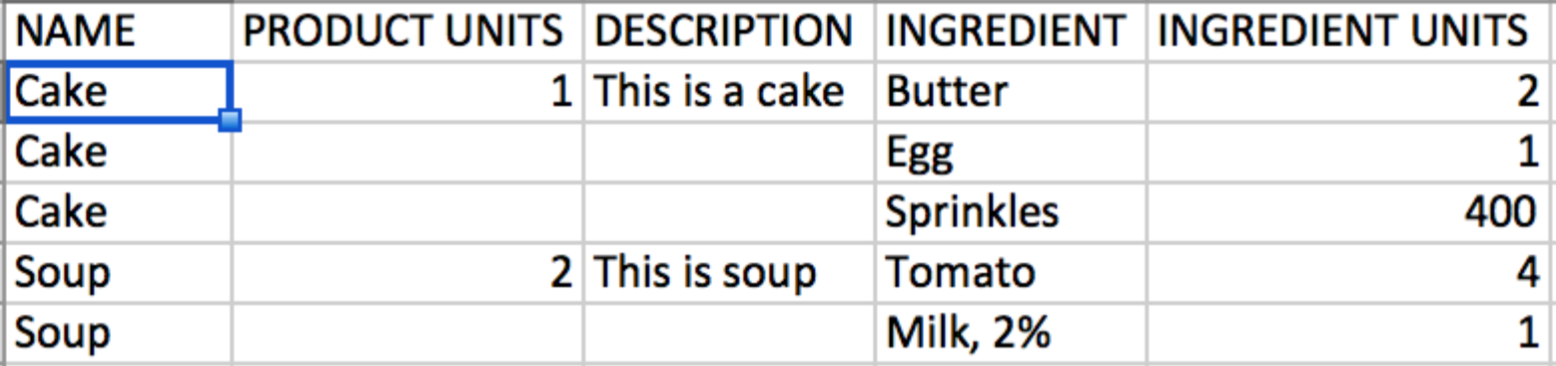 NAME PRODUCT UNITS DESCRIPTION INGREDIENT INGREDIENT UNITS
Cake 1 This is a cake Butter 2
Cake Egg 1
Cake Sprinkles 400
Soup 2 This is soup Tomato 4
Soup Milk, 2% 1